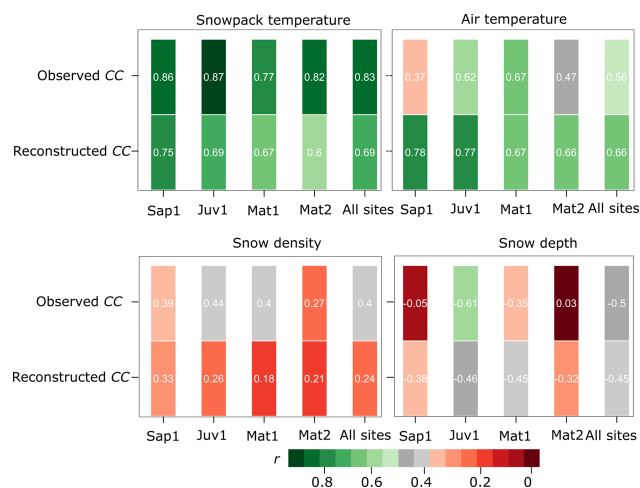 Snowpack temperature Air temperature
Observed CC 0.86 0.87 0.77 0.82 0.83 0.37 0.62 0.67 0.47 0.56
Reconstructed CC 0.75 0.69 0.67 0.6 0.69 0.78 0.77 0.67 0.66 0.66
Sap1 Juv1 Mat1 Mat2 All sites Sap1 Juv1 Mat1 Mat2 All sites
Snow density Snow depth
Observed CC 0.39 0.44 0.4 0.27 0.4 -0.05 -0.61 -0.35 0.03 -0.5
Reconstructed CC 0.33 0.26 0.18 0.21 0.24 -0.38 -0.46 -0.45 -0.32 -0.45
Sap1 Juv1 Mat1 Mat2 All sites Sap1 Juv1 Mat1 Mat2 All sites
r
0.8 0.6 0.4 0.2 0